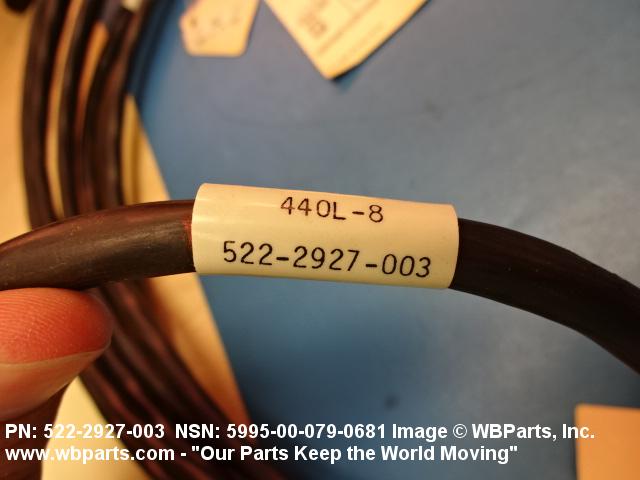 440L-8
522-2927-003
PN: 522-2927-003 NSN: 5995-00-079-0681 Image © WBParts, Inc.
www.wbparts.com - "Our Parts Keep the World Moving"